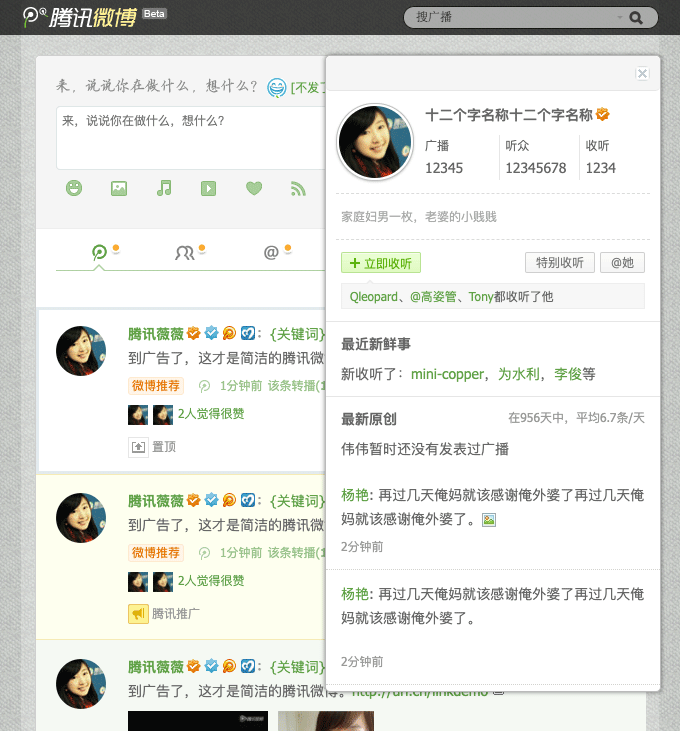 腾讯微博 Beta
搜广播
来，说说你在做什么，想什么？ [不发了
来，说说你在做什么，想什么?
@
腾讯薇薇 : {关键词}
到广告了，这才是简洁的腾讯微
微博推荐 1分钟前 该条转播(1
2人觉得很赞
置顶
腾讯薇薇 : {关键词}
到广告了，这才是简洁的腾讯微
微博推荐 1分钟前 该条转播(1
2人觉得很赞
腾讯推广
腾讯薇薇 : {关键词}
到广告了，这才是简洁的腾讯微博。http://url.cn/linkdemo
十二个字名称十二个字名称
广播 听众 收听
12345 12345678 1234
家庭妇男一枚，老婆的小贱贱
+ 立即收听 特别收听 @她
Qleopard、@高姿管、Tony都收听了他
最近新鲜事
新收听了：mini-copper，为水利，李俊等
最新原创 在956天中，平均6.7条/天
伟伟暂时还没有发表过广播
杨艳: 再过几天俺妈就该感谢俺外婆了再过几天俺
妈就该感谢俺外婆了。
2分钟前
杨艳: 再过几天俺妈就该感谢俺外婆了再过几天俺
妈就该感谢俺外婆了。
2分钟前